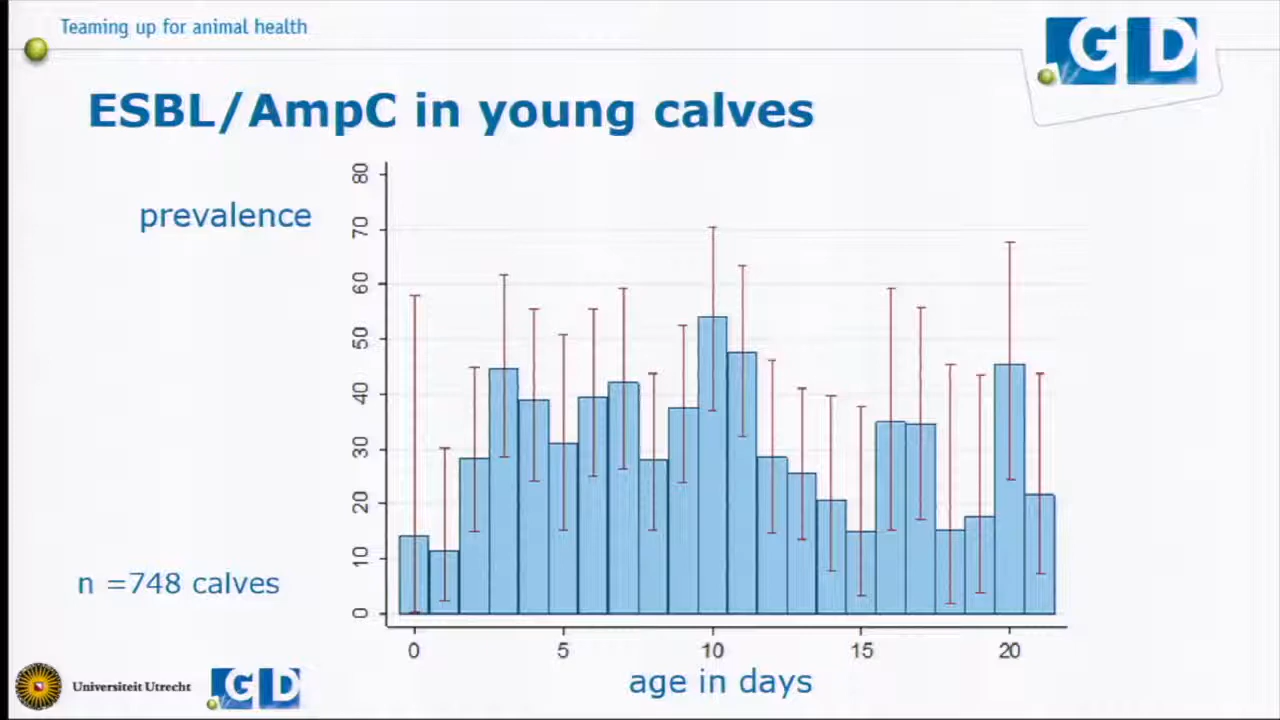 Teaming up for animal health
GD
ESBL/AmpC in young calves
prevalence
80
70
60
50
40
30
20
10
0
n =748 calves
0 5 10 15 20
age in days
Universiteit Utrecht
GD